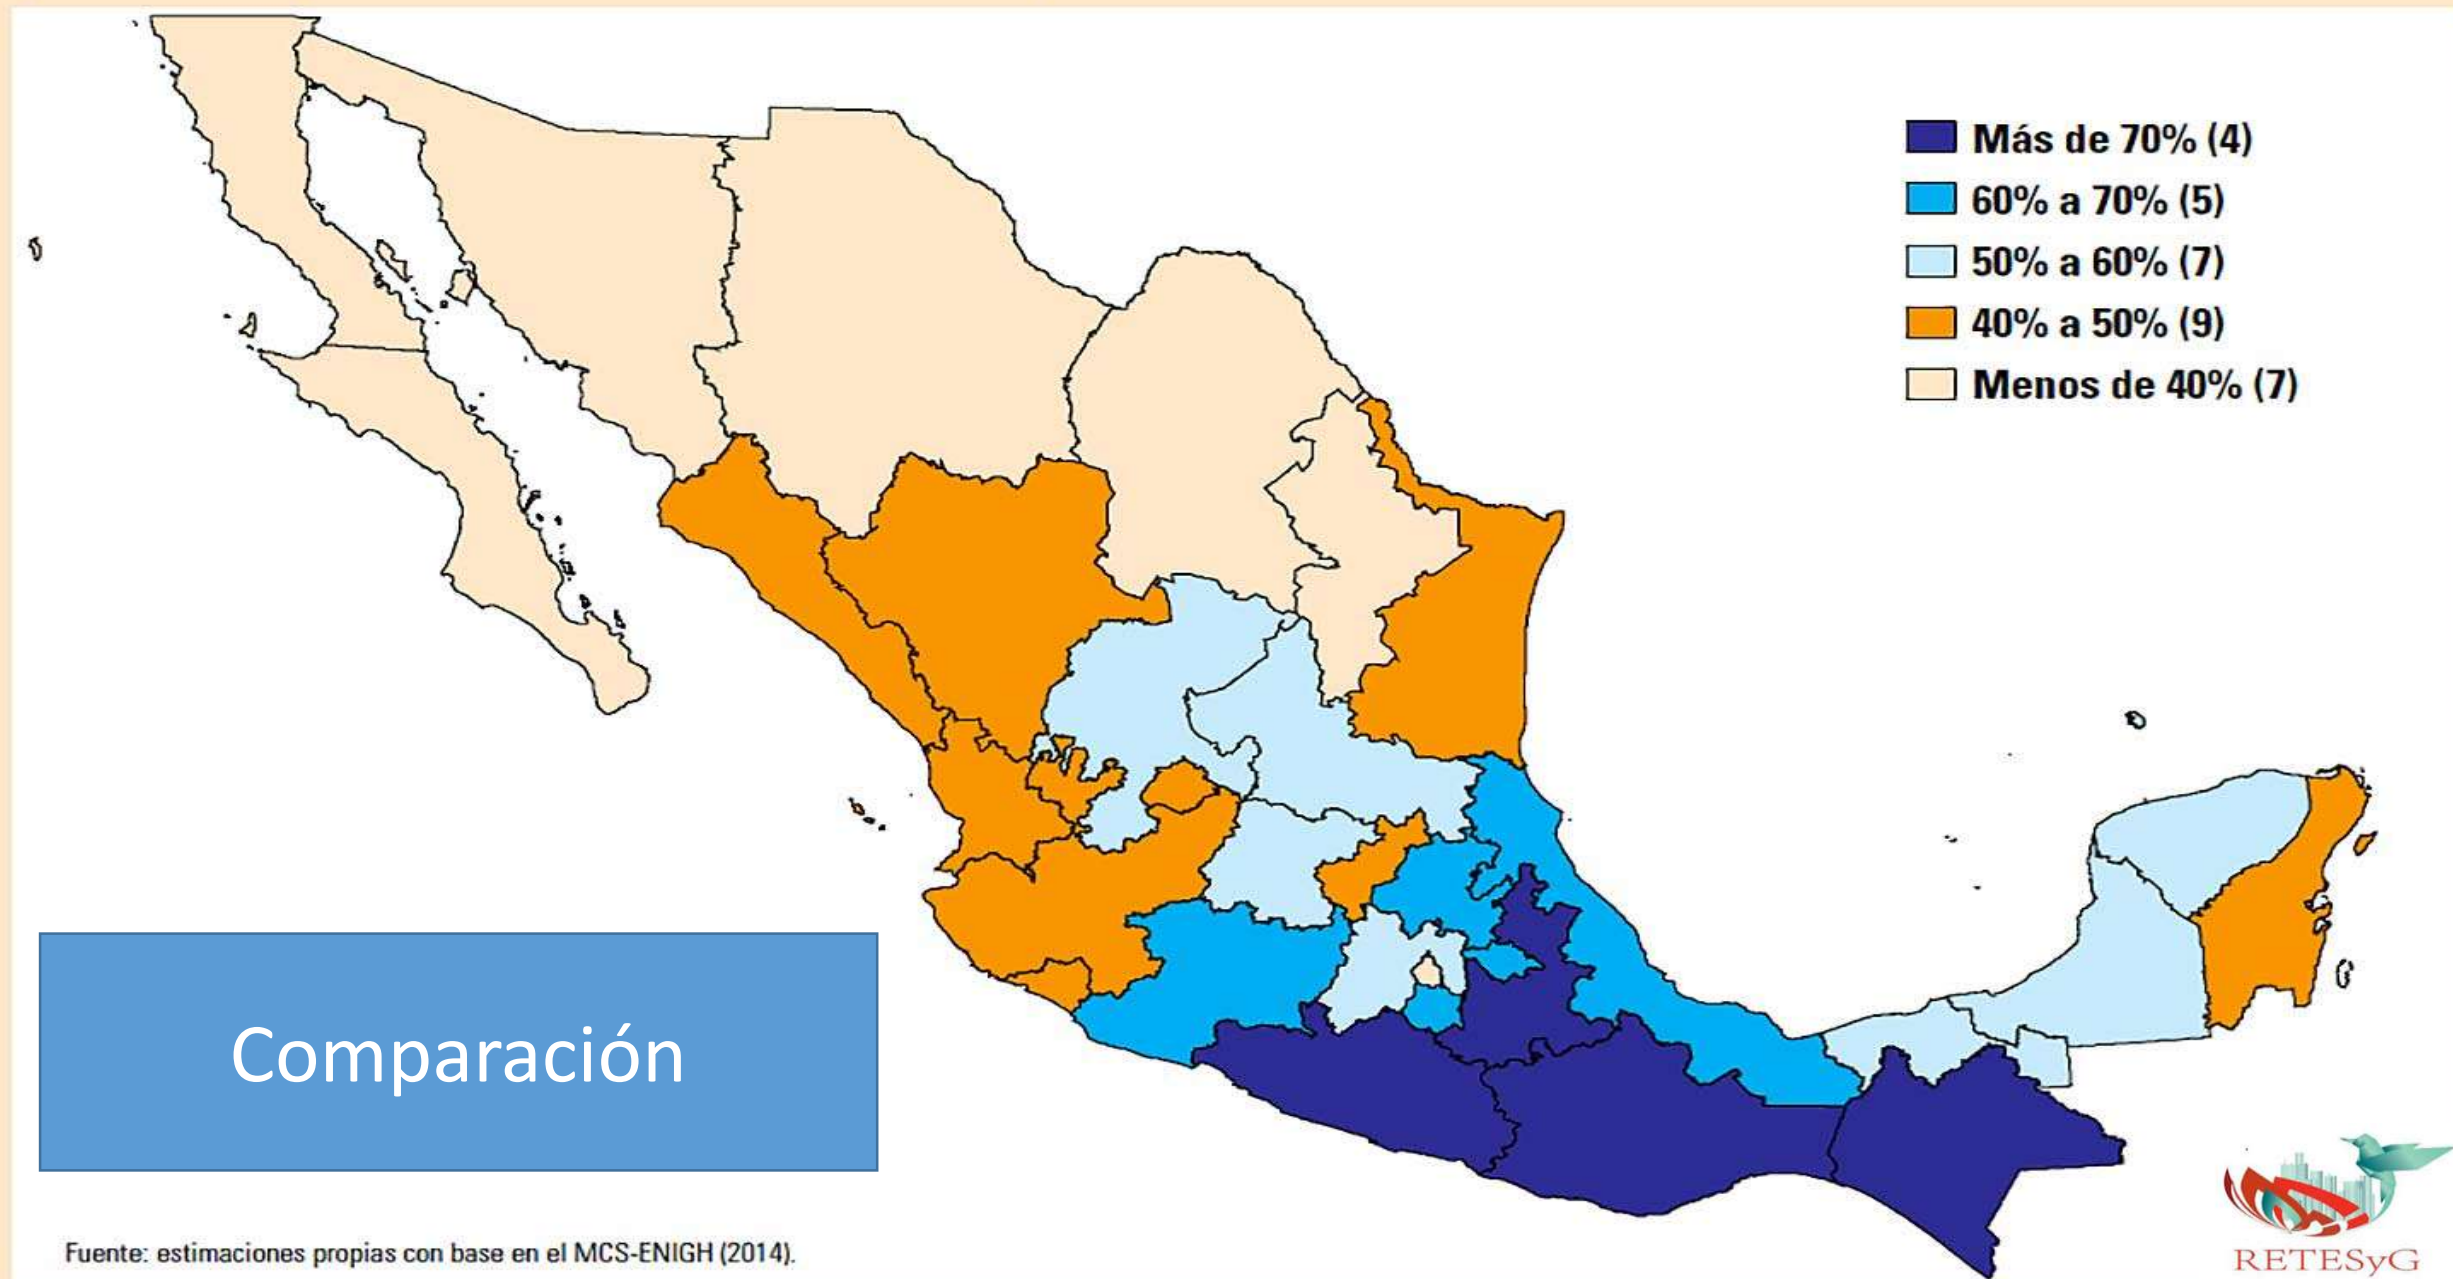 Más de 70% (4)
60% a 70% (5)
50% a 60% (7)
40% a 50% (9)
Menos de 40% (7)
Comparación
Fuente: estimaciones propias con base en el MCS-ENIGH (2014).
RETESyG